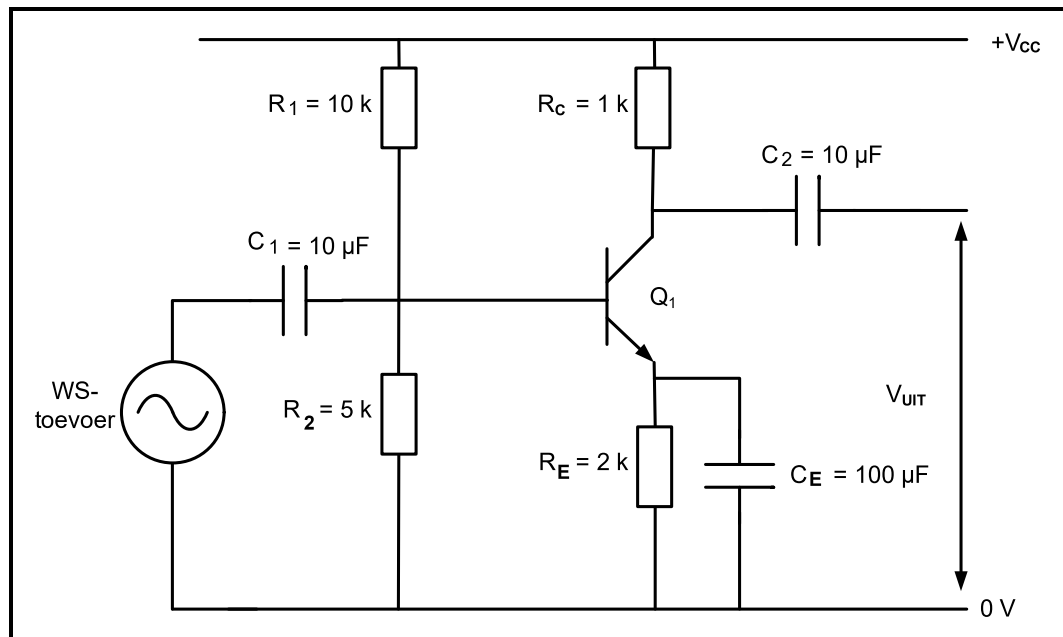 +VCC
R1 = 10 k
RC = 1 k
C2 = 10 µF
C1 = 10 µF
Q1
WS-
toevoer
R2 = 5 k
VUIT
RE = 2 k
CE = 100 µF
0 V